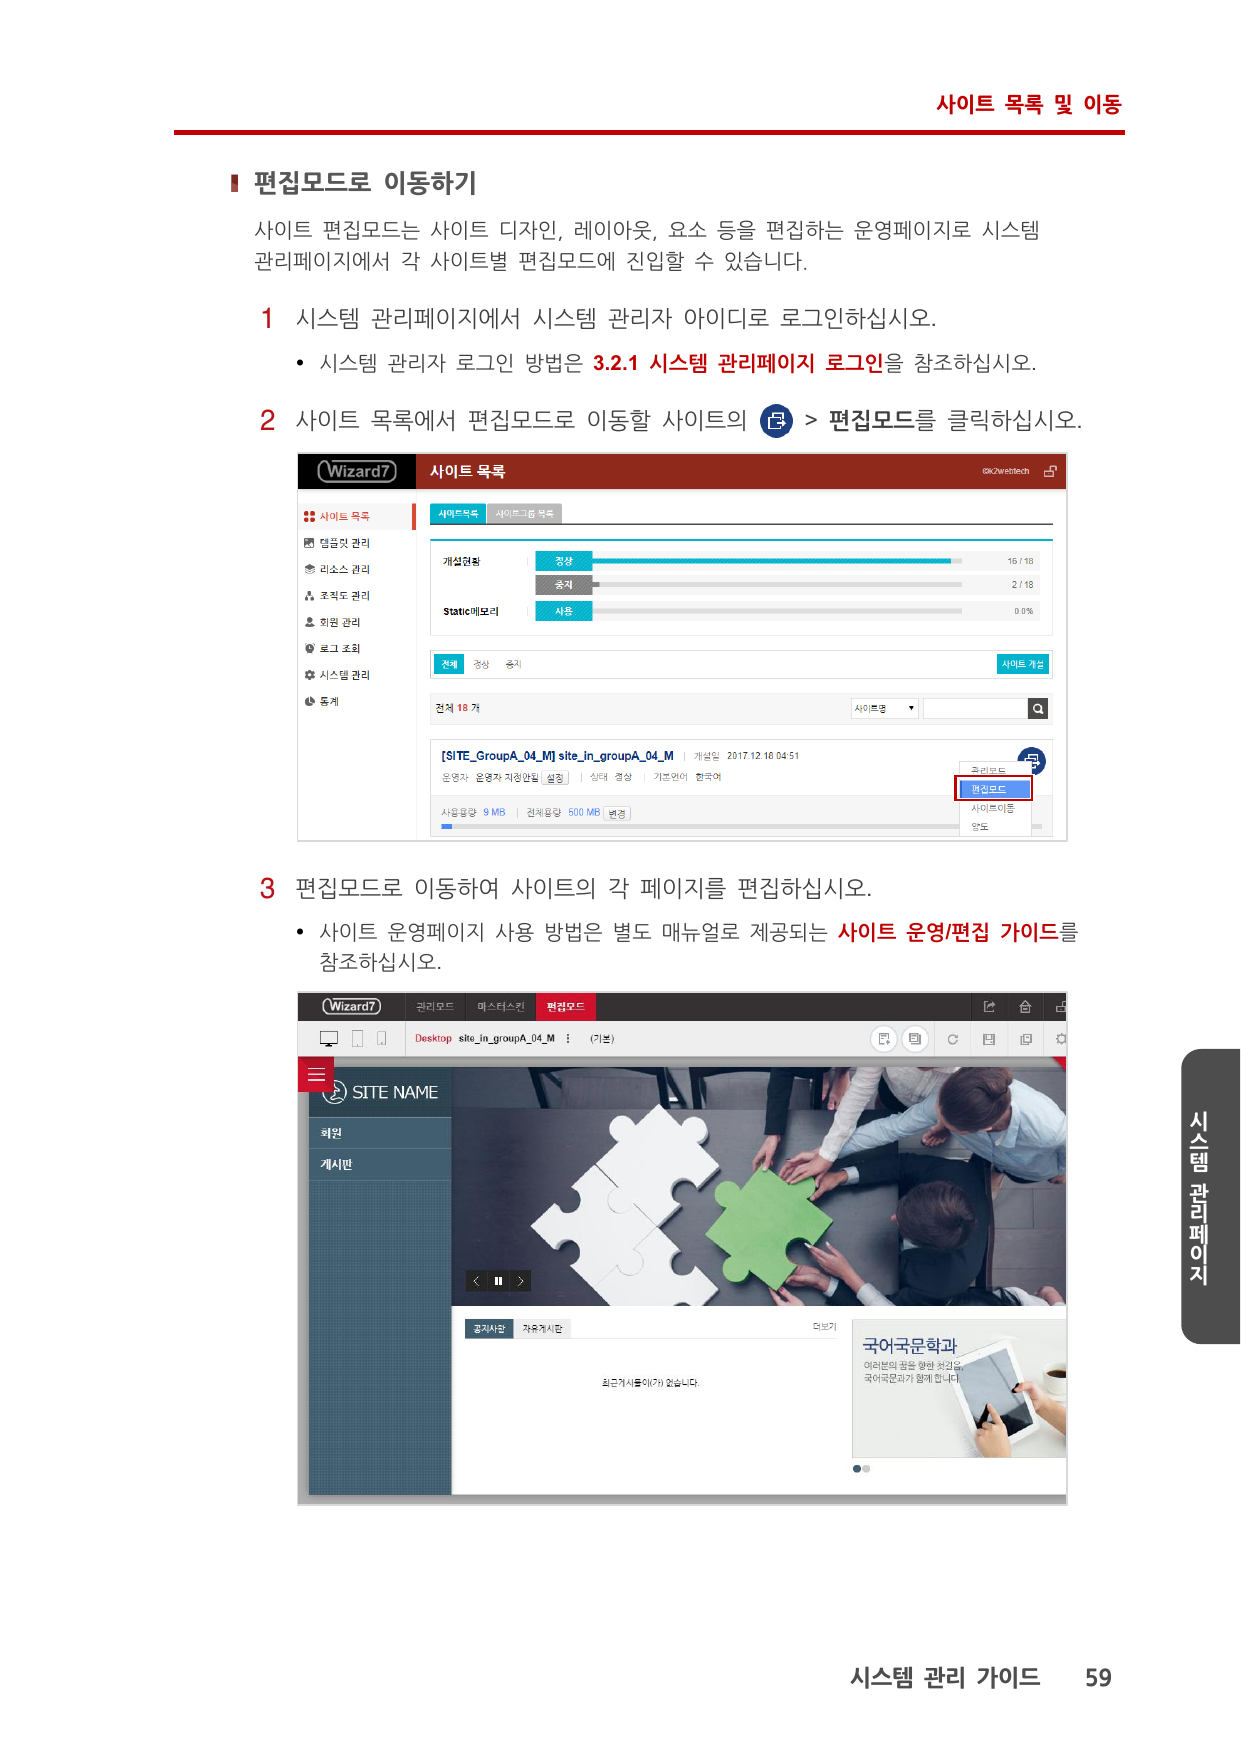 사이트 목록 및 이동
편집모드로 이동하기
사이트 편집모드는 사이트 디자인, 레이아웃, 요소 등을 편집하는 운영페이지로 시스템
관리페이지에서 각 사이트별 편집모드에 진입할 수 있습니다.
1 시스템 관리페이지에서 시스템 관리자 아이디로 로그인하십시오.
• 시스템 관리자 로그인 방법은 3.2.1 시스템 관리페이지 로그인을 참조하십시오.
2 사이트 목록에서 편집모드로 이동할 사이트의 > 편집모드를 클릭하십시오.
Wizard7 사이트 목록 ©k2webtech
사이트 목록
템플릿 관리
리소스 관리
조직도 관리
회원 관리
로그 조회
시스템 관리
통계
사이트목록 사이트그룹 목록
개설현황 정상 16 / 18
중지 2 / 18
Static메모리 사용 0.0%
전체 정상 중지 사이트 개설
전체 18 개 사이트명
[SITE_GroupA_04_M] site_in_groupA_04_M 개설일 2017.12.18 04:51
운영자 운영자 지정안됨 설정 상태 정상 기본언어 한국어
사용용량 9 MB 전체용량 500 MB 변경
관리모드
편집모드
사이트이동
양도
3 편집모드로 이동하여 사이트의 각 페이지를 편집하십시오.
• 사이트 운영페이지 사용 방법은 별도 매뉴얼로 제공되는 사이트 운영/편집 가이드를
참조하십시오.
Wizard7 관리모드 마스터스킨 편집모드
Desktop site_in_groupA_04_M (기본)
SITE NAME
회원
게시판
공지사항 자유게시판 더보기
최근게시물이(가) 없습니다.
국어국문학과
여러분의 꿈을 향한 첫걸음,
국어국문과가 함께 합니다.
시스템 관리페이지
시스템 관리 가이드 59